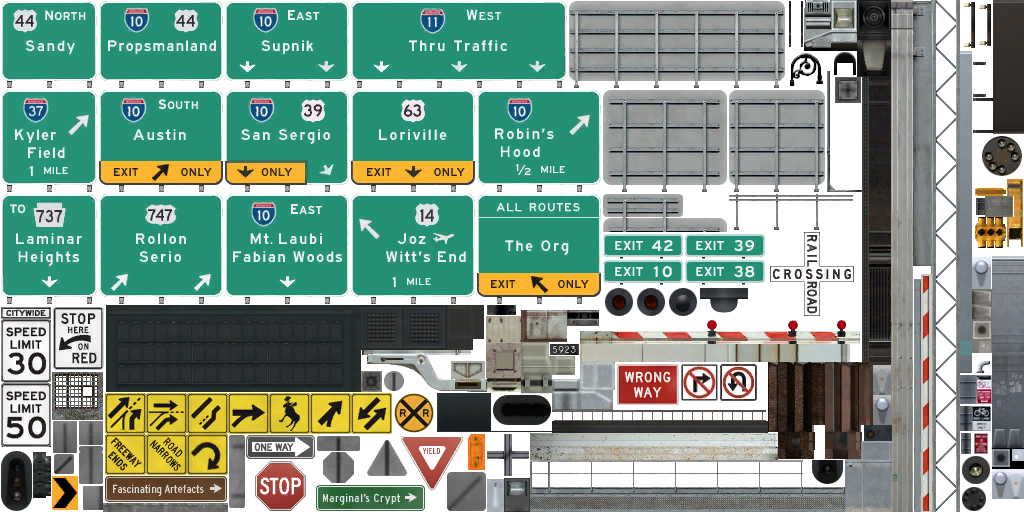 44 NORTH
Sandy
10 44
Propsmanland
10 EAST
Supnik
11 WEST
Thru Traffic
37
Kyler
Field
1 MILE
10 SOUTH
Austin
EXIT ONLY
10 39
San Sergio
ONLY
63
Loriville
EXIT ONLY
10
Robin's
Hood
1/2 MILE
TO 737
Laminar
Heights
747
Rollon
Serio
10 EAST
Mt. Laubi
Fabian Woods
14
Joz
Witt's End
1 MILE
ALL ROUTES
The Org
EXIT ONLY
EXIT 42
EXIT 39
EXIT 10
EXIT 38
RAILROAD
CROSSING
CITYWIDE
SPEED
LIMIT
30
STOP
HERE
ON
RED
SPEED
LIMIT
50
5923
WRONG
WAY
R R
FREEWAY
ENDS
ROAD
NARROWS
ONE WAY
YIELD
Fascinating Artefacts
STOP
Marginal's Crypt